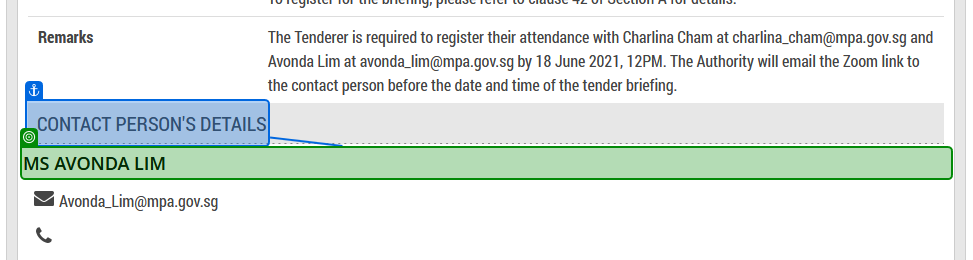 To register for the briefing, please refer to clause 42 of Section A for details.
Remarks
The Tenderer is required to register their attendance with Charlina Cham at charlina_cham@mpa.gov.sg and
Avonda Lim at avonda_lim@mpa.gov.sg by 18 June 2021, 12PM. The Authority will email the Zoom link to
the contact person before the date and time of the tender briefing.
CONTACT PERSON'S DETAILS
MS AVONDA LIM
Avonda_Lim@mpa.gov.sg